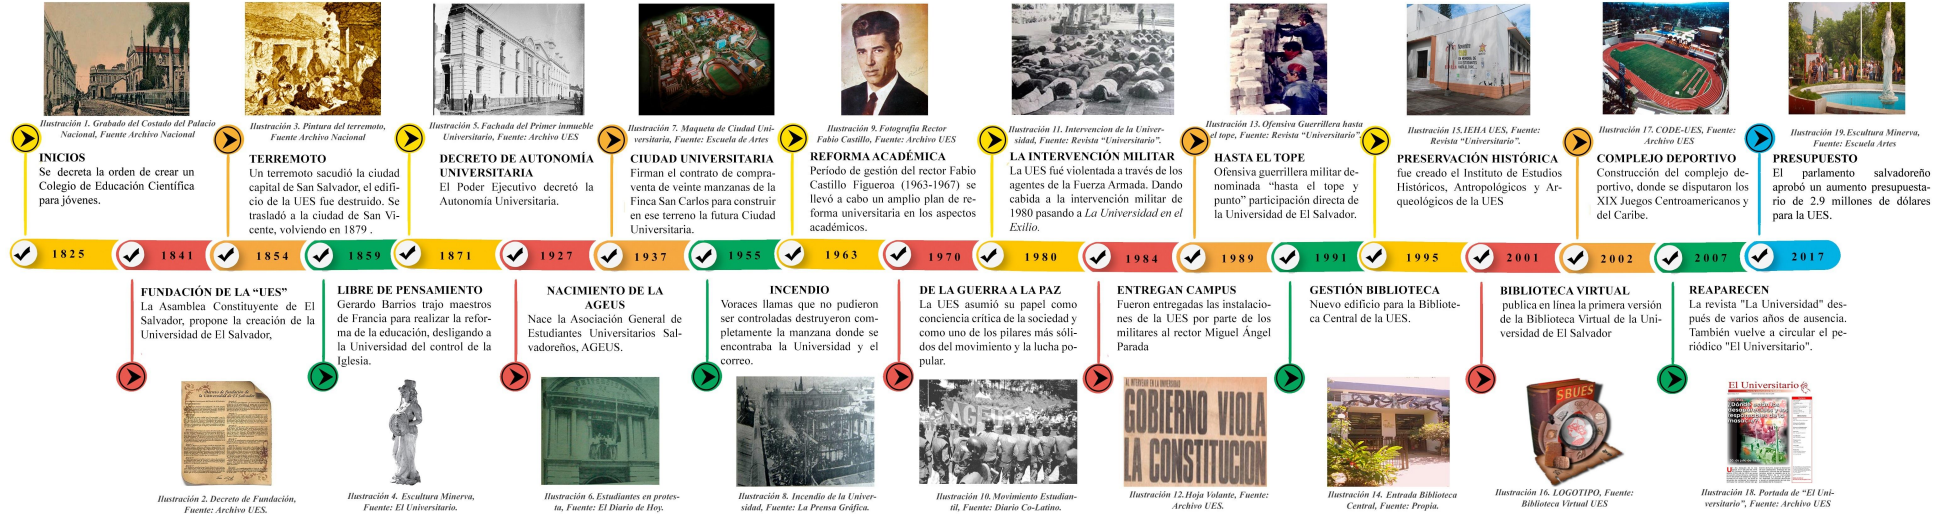 Ilustración 1. Grabado del Costado del Palacio
Nacional, Fuente Archivo Nacional
INICIOS
Se decreta la orden de crear un
Colegio de Educación Científica
para jóvenes.
Ilustración 3. Pintura del terremoto,
Fuente Archivo Nacional
TERREMOTO
Un terremoto sacudió la ciudad
capital de San Salvador, el edifi-
cio de la UES fue destruido. Se
trasladó a la ciudad de San Vi-
cente, volviendo en 1879 .
Ilustración 5. Fachada del Primer inmueble
Universitario, Fuente: Archivo UES
DECRETO DE AUTONOMÍA
UNIVERSITARIA
El Poder Ejecutivo decretó la
Autonomía Universitaria.
Ilustración 7. Maqueta de Ciudad Uni-
versitaria, Fuente: Escuela de Artes
CIUDAD UNIVERSITARIA
Firman el contrato de compra-
venta de veinte manzanas de la
Finca San Carlos para construir
en ese terreno la futura Ciudad
Universitaria.
Ilustración 9. Fotografía Rector
Fabio Castillo, Fuente: Archivo UES
REFORMA ACADÉMICA
Período de gestión del rector Fabio
Castillo Figueroa (1963-1967) se
llevó a cabo un amplio plan de re-
forma universitaria en los aspectos
académicos.
Ilustración 11. Intervencion de la Univer-
sidad, Fuente: Revista “Universitario”.
LA INTERVENCIÓN MILITAR
La UES fué violentada a través de los
agentes de la Fuerza Armada. Dando
cabida a la intervención militar de
1980 pasando a La Universidad en el
Exilio.
Ilustración 13. Ofensiva Guerrillera hasta
el tope, Fuente: Revista “Universitario”.
HASTA EL TOPE
Ofensiva guerrillera militar de-
nominada “hasta el tope y
punto” participación directa de
la Universidad de El Salvador.
Ilustración 15. IEHA UES, Fuente:
Revista “Universitario”.
PRESERVACIÓN HISTÓRICA
fue creado el Instituto de Estudios
Históricos, Antropológicos y Ar-
queológicos de la UES
Ilustración 17. CODE-UES, Fuente:
Archivo UES
COMPLEJO DEPORTIVO
Construcción del complejo de-
portivo, donde se disputaron los
XIX Juegos Centroamericanos y
del Caribe.
Ilustración 19. Escultura Minerva,
Fuente: Escuela Artes
PRESUPUESTO
El parlamento salvadoreño
aprobó un aumento presupuesta-
rio de 2.9 millones de dólares
para la UES.
1825
1841
1854
1859
1871
1927
1937
1955
1963
1970
1980
1984
1989
1991
1995
2001
2002
2007
2017
FUNDACIÓN DE LA “UES”
La Asamblea Constituyente de El
Salvador, propone la creación de la
Universidad de El Salvador,
Decreto de Fundación de
la Universidad de El Salvador
Ilustración 2. Decreto de Fundación,
Fuente: Archivo UES.
LIBRE DE PENSAMIENTO
Gerardo Barrios trajo maestros
de Francia para realizar la refor-
ma de la educación, desligando a
la Universidad del control de la
Iglesia.
Ilustración 4. Escultura Minerva,
Fuente: El Universitario.
NACIMIENTO DE LA
AGEUS
Nace la Asociación General de
Estudiantes Universitarios Sal-
vadoreños, AGEUS.
Ilustración 6. Estudiantes en protes-
ta, Fuente: El Diario de Hoy.
INCENDIO
Voraces llamas que no pudieron
ser controladas destruyeron com-
pletamente la manzana donde se
encontraba la Universidad y el
correo.
Ilustración 8. Incendio de la Univer-
sidad, Fuente: La Prensa Gráfica.
DE LA GUERRA A LA PAZ
La UES asumió su papel como
conciencia crítica de la sociedad y
como uno de los pilares más sóli-
dos del movimiento y la lucha po-
pular.
AGEUS
Ilustración 10. Movimiento Estudian-
til, Fuente: Diario Co-Latino.
ENTREGAN CAMPUS
Fueron entregadas las instalacio-
nes de la UES por parte de los
militares al rector Miguel Ángel
Parada
AL INTERVENIR EN LA UNIVERSIDAD
GOBIERNO VIOLA
LA CONSTITUCION
Ilustración 12. Hoja Volante, Fuente:
Archivo UES.
GESTIÓN BIBLIOTECA
Nuevo edificio para la Bibliote-
ca Central de la UES.
Ilustración 14. Entrada Biblioteca
Central, Fuente: Propia.
BIBLIOTECA VIRTUAL
publica en línea la primera versión
de la Biblioteca Virtual de la Uni-
versidad de El Salvador
SBUES
Ilustración 16. LOGOTIPO, Fuente:
Biblioteca Virtual UES
REAPARECEN
La revista "La Universidad" des-
pués de varios años de ausencia.
También vuelve a circular el pe-
riódico "El Universitario".
El Universitario
Ilustración 18. Portada de “El Uni-
versitario”, Fuente: Archivo UES